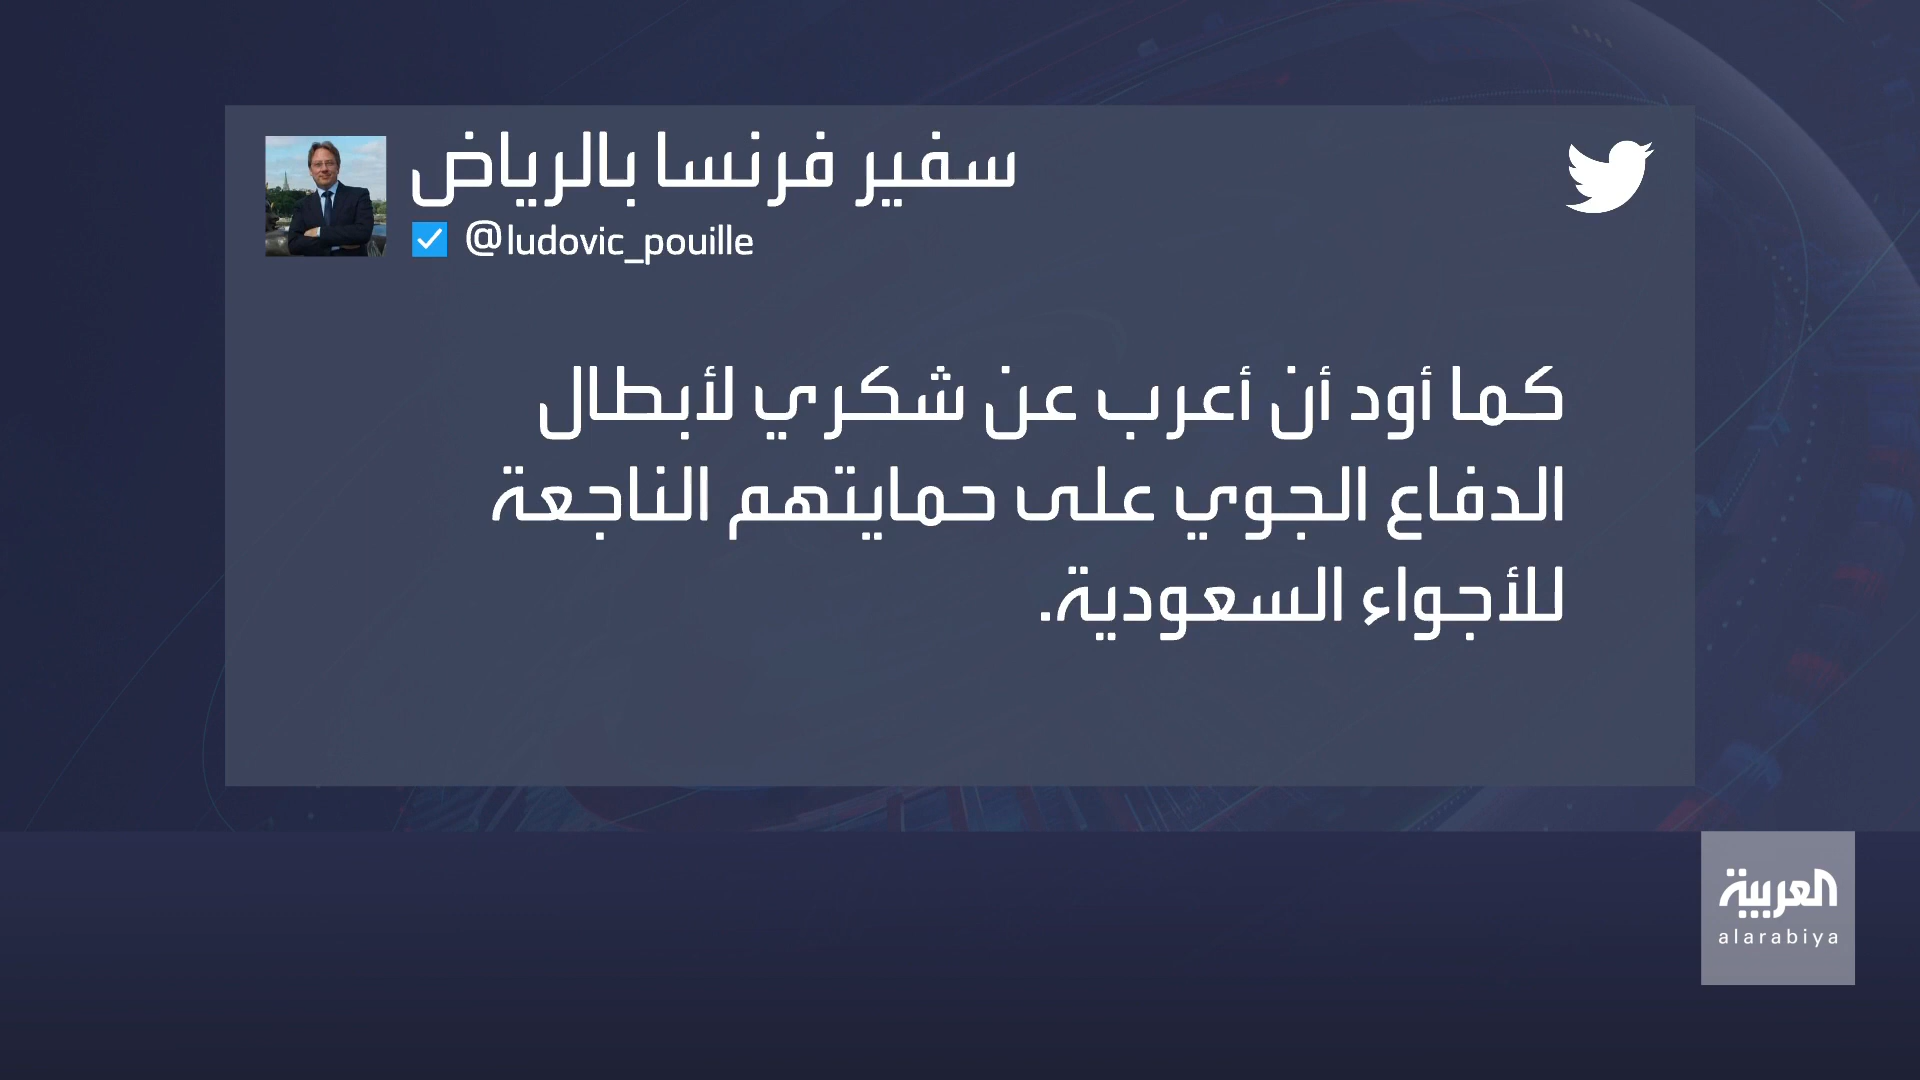 سفير فرنسا بالرياض
@ludovic_pouille
كما أود أن أعرب عن شكري لأبطال
الدفاع الجوي على حمايتهم الناجعة
للأجواء السعودية.
العربية
alarabiya